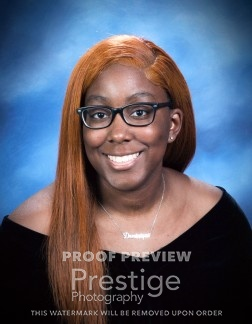 PROOF PREVIEW
Prestige
Photography
THIS WATERMARK WILL BE REMOVED UPON ORDER